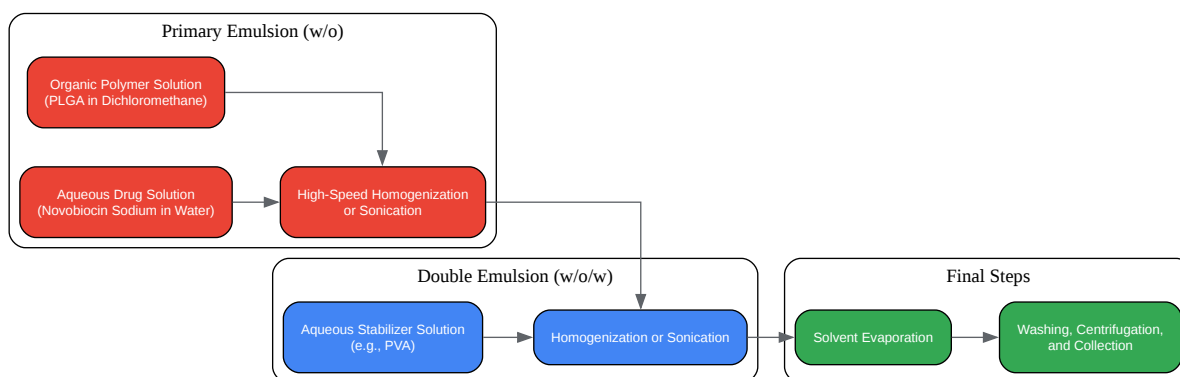 Primary Emulsion (w/o)
Organic Polymer Solution
(PLGA in Dichloromethane)
Aqueous Drug Solution
(Novobiocin Sodium in Water)
High-Speed Homogenization
or Sonication
Double Emulsion (w/o/w)
Aqueous Stabilizer Solution
(e.g., PVA)
Homogenization or Sonication
Final Steps
Solvent Evaporation
Washing, Centrifugation,
and Collection